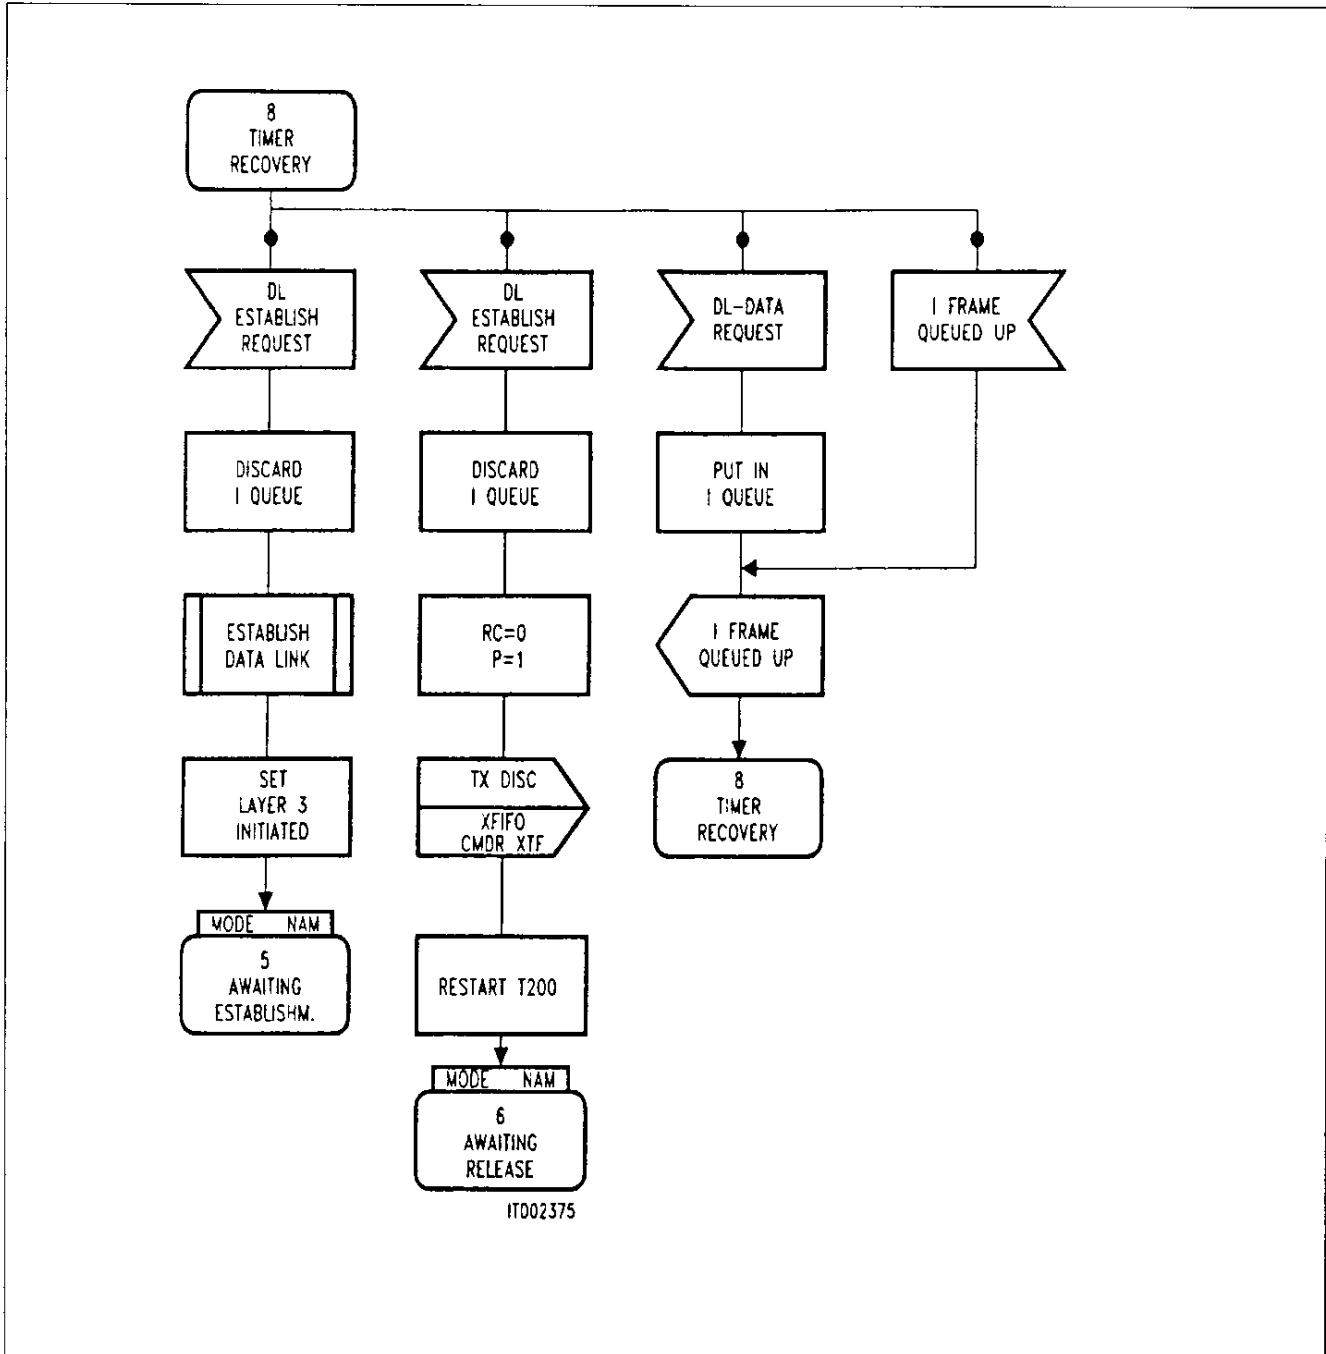 8
TIMER
RECOVERY
DL
ESTABLISH
REQUEST
DL
ESTABLISH
REQUEST
DL-DATA
REQUEST
I FRAME
QUEUED UP
DISCARD
I QUEUE
DISCARD
I QUEUE
PUT IN
I QUEUE
ESTABLISH
DATA LINK
RC=0
P=1
I FRAME
QUEUED UP
SET
LAYER 3
INITIATED
TX DISC
XFIFO
CMDR XTF
8
TIMER
RECOVERY
MODE NAM
5
AWAITING
ESTABLISHM.
RESTART T200
MODE NAM
6
AWAITING
RELEASE
ITD02375